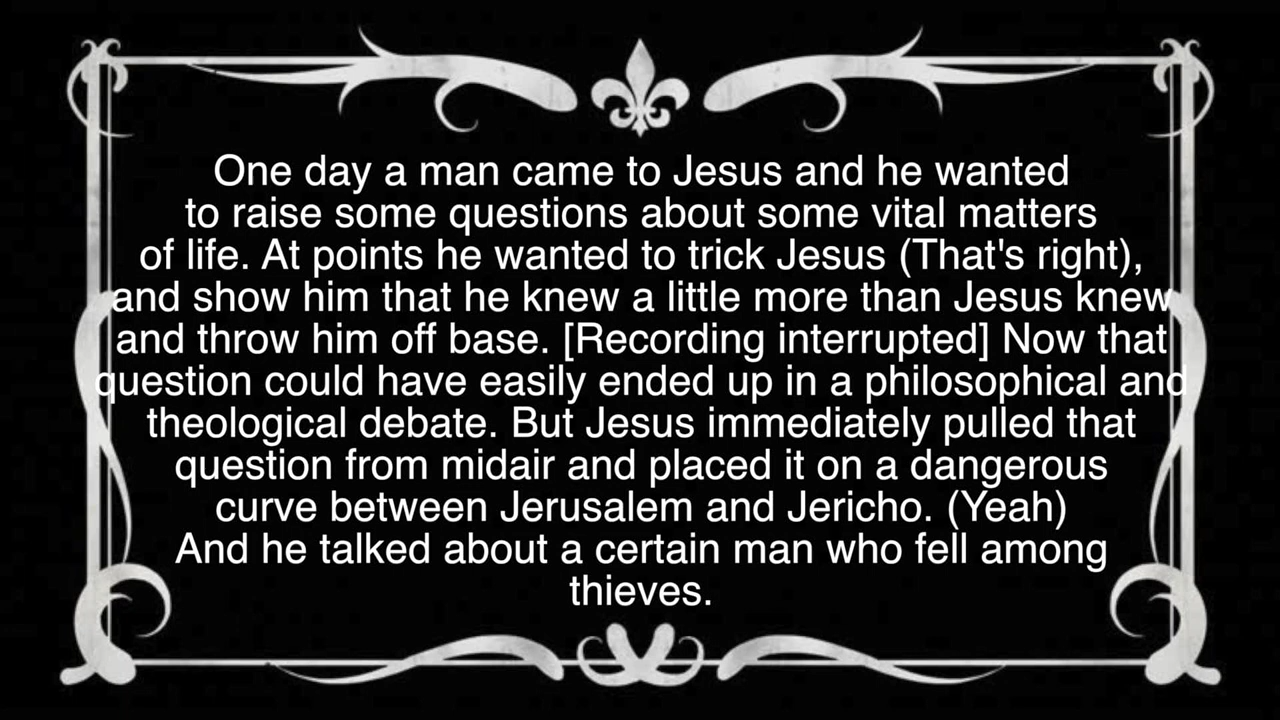 One day a man came to Jesus and he wanted
to raise some questions about some vital matters
of life. At points he wanted to trick Jesus (That's right),
and show him that he knew a little more than Jesus knew
and throw him off base. [Recording interrupted] Now that
question could have easily ended up in a philosophical and
theological debate. But Jesus immediately pulled that
question from midair and placed it on a dangerous
curve between Jerusalem and Jericho. (Yeah)
And he talked about a certain man who fell among
thieves.